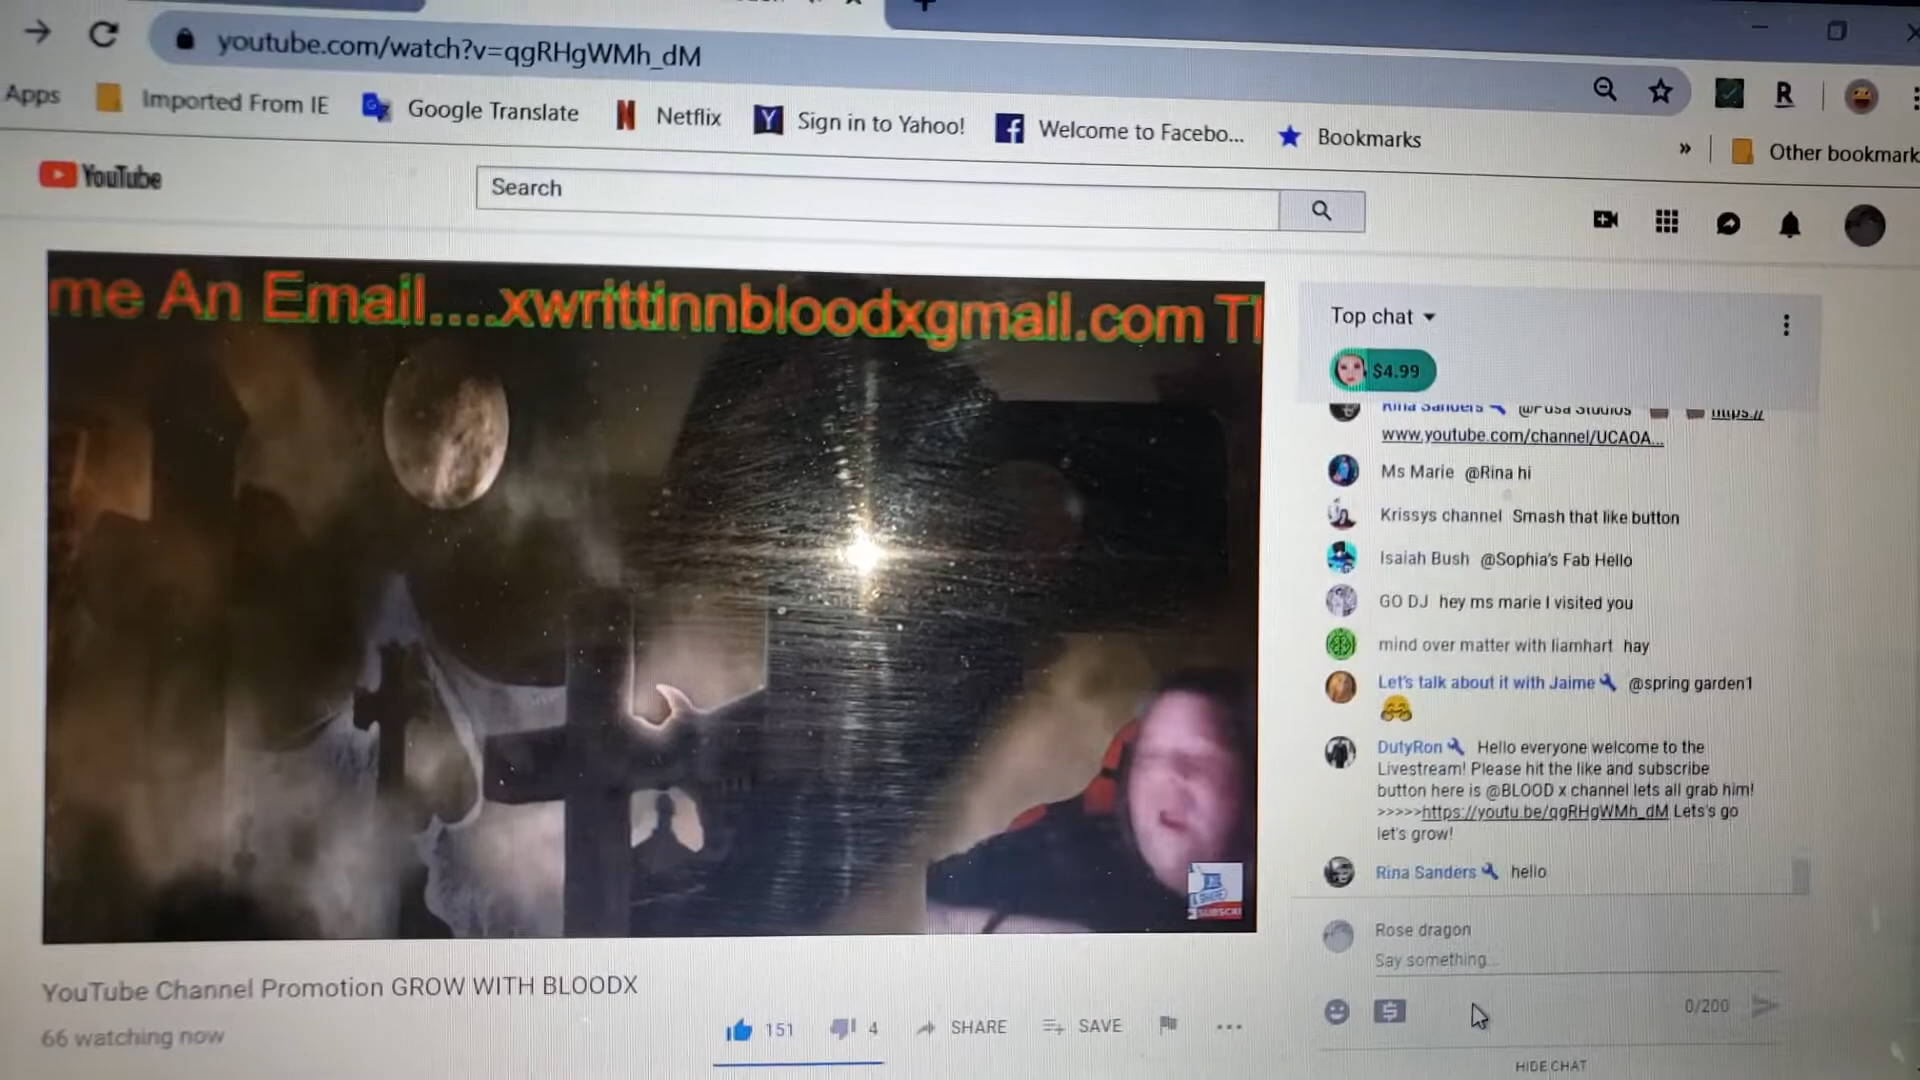 youtube.com/watch?v=qgRHgWMh_dM
Apps
Imported From IE
Google Translate
Netflix
Sign in to Yahoo!
Welcome to Facebo...
Bookmarks
»
Other bookmark
YouTube
Search
me An Email....xwrittinnbloodxgmail.com
Top chat
$4.99
Rina Sanders @Fusa Studios https://
www.youtube.com/channel/UCAOA...
Ms Marie @Rina hi
Krissys channel Smash that like button
Isaiah Bush @Sophia's Fab Hello
GO DJ hey ms marie I visited you
mind over matter with liamhart hay
Let's talk about it with Jaime @spring garden1
DutyRon Hello everyone welcome to the
Livestream! Please hit the like and subscribe
button here is @BLOOD x channel lets all grab him!
>>>>>https://youtu.be/qgRHgWMh_dM Lets's go
let's grow!
Rina Sanders hello
Rose dragon
Say something...
0/200
HIDE CHAT
YouTube Channel Promotion GROW WITH BLOODX
66 watching now
151
4
SHARE
SAVE